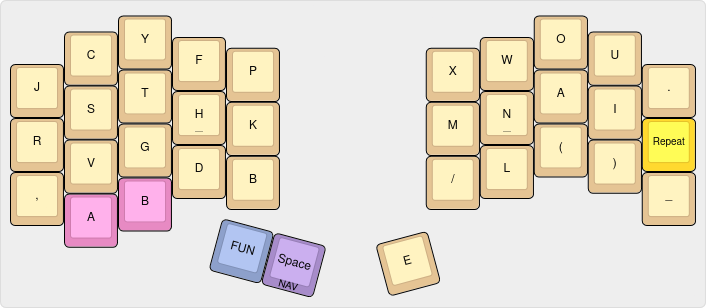 J C Y F P X W O U .
R S T H K M N A I Repeat
_ _
, V G D B / L ( ) _
A B
FUN Space E
NAV